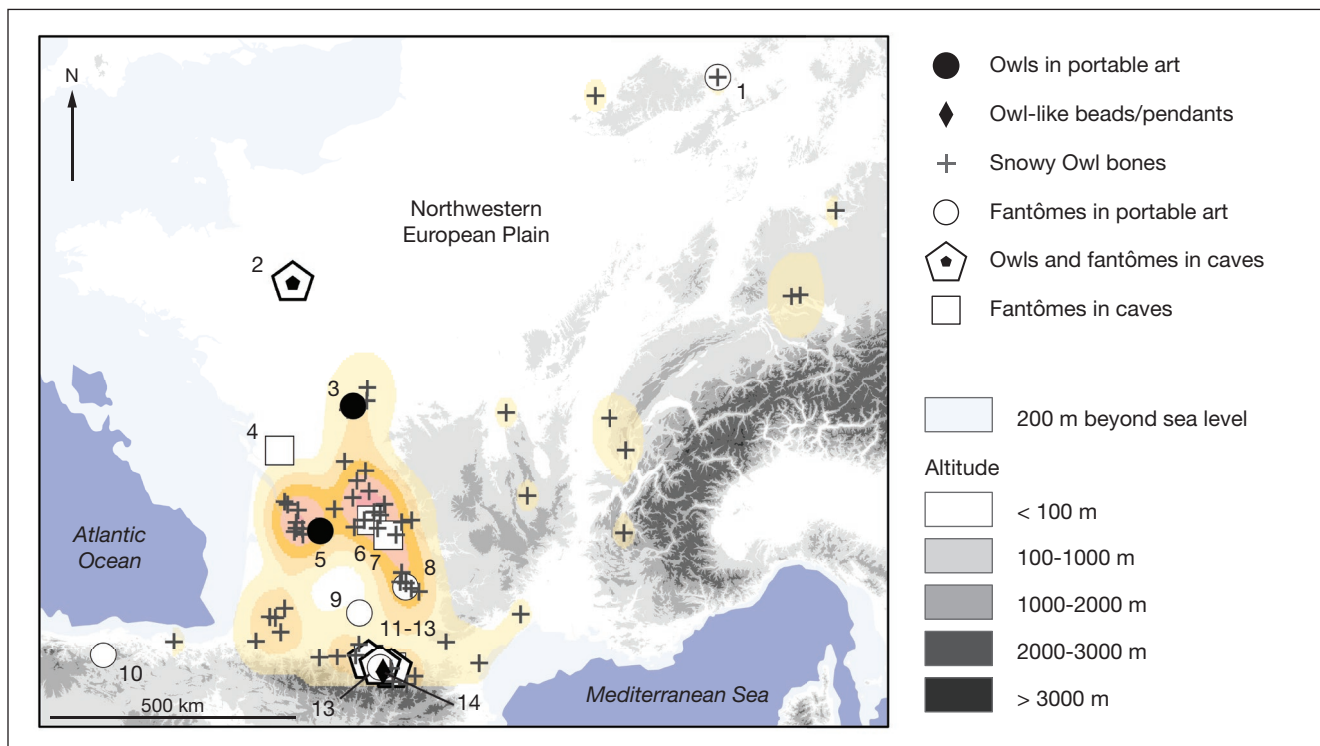 N
1
Northwestern
European Plain
2
3
4
5
6
7
8
9
10
11-13
13
14
Atlantic
Ocean
Mediterranean Sea
500 km
Owls in portable art
Owl-like beads/pendants
Snowy Owl bones
Fantômes in portable art
Owls and fantômes in caves
Fantômes in caves
200 m beyond sea level
Altitude
< 100 m
100-1000 m
1000-2000 m
2000-3000 m
> 3000 m